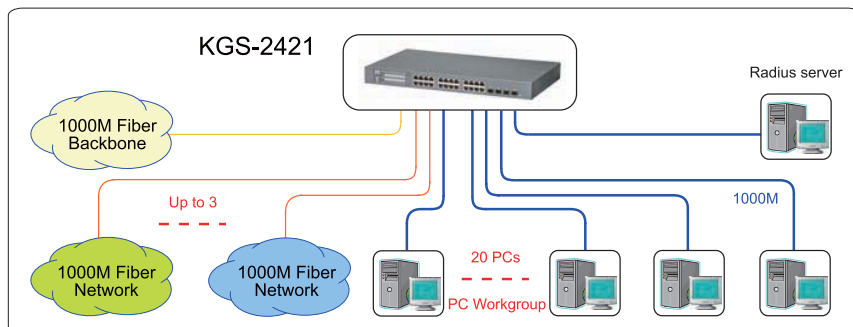 KGS-2421
Radius server
1000M Fiber
Backbone
Up to 3
1000M
1000M Fiber
Network
1000M Fiber
Network
20 PCs
PC Workgroup